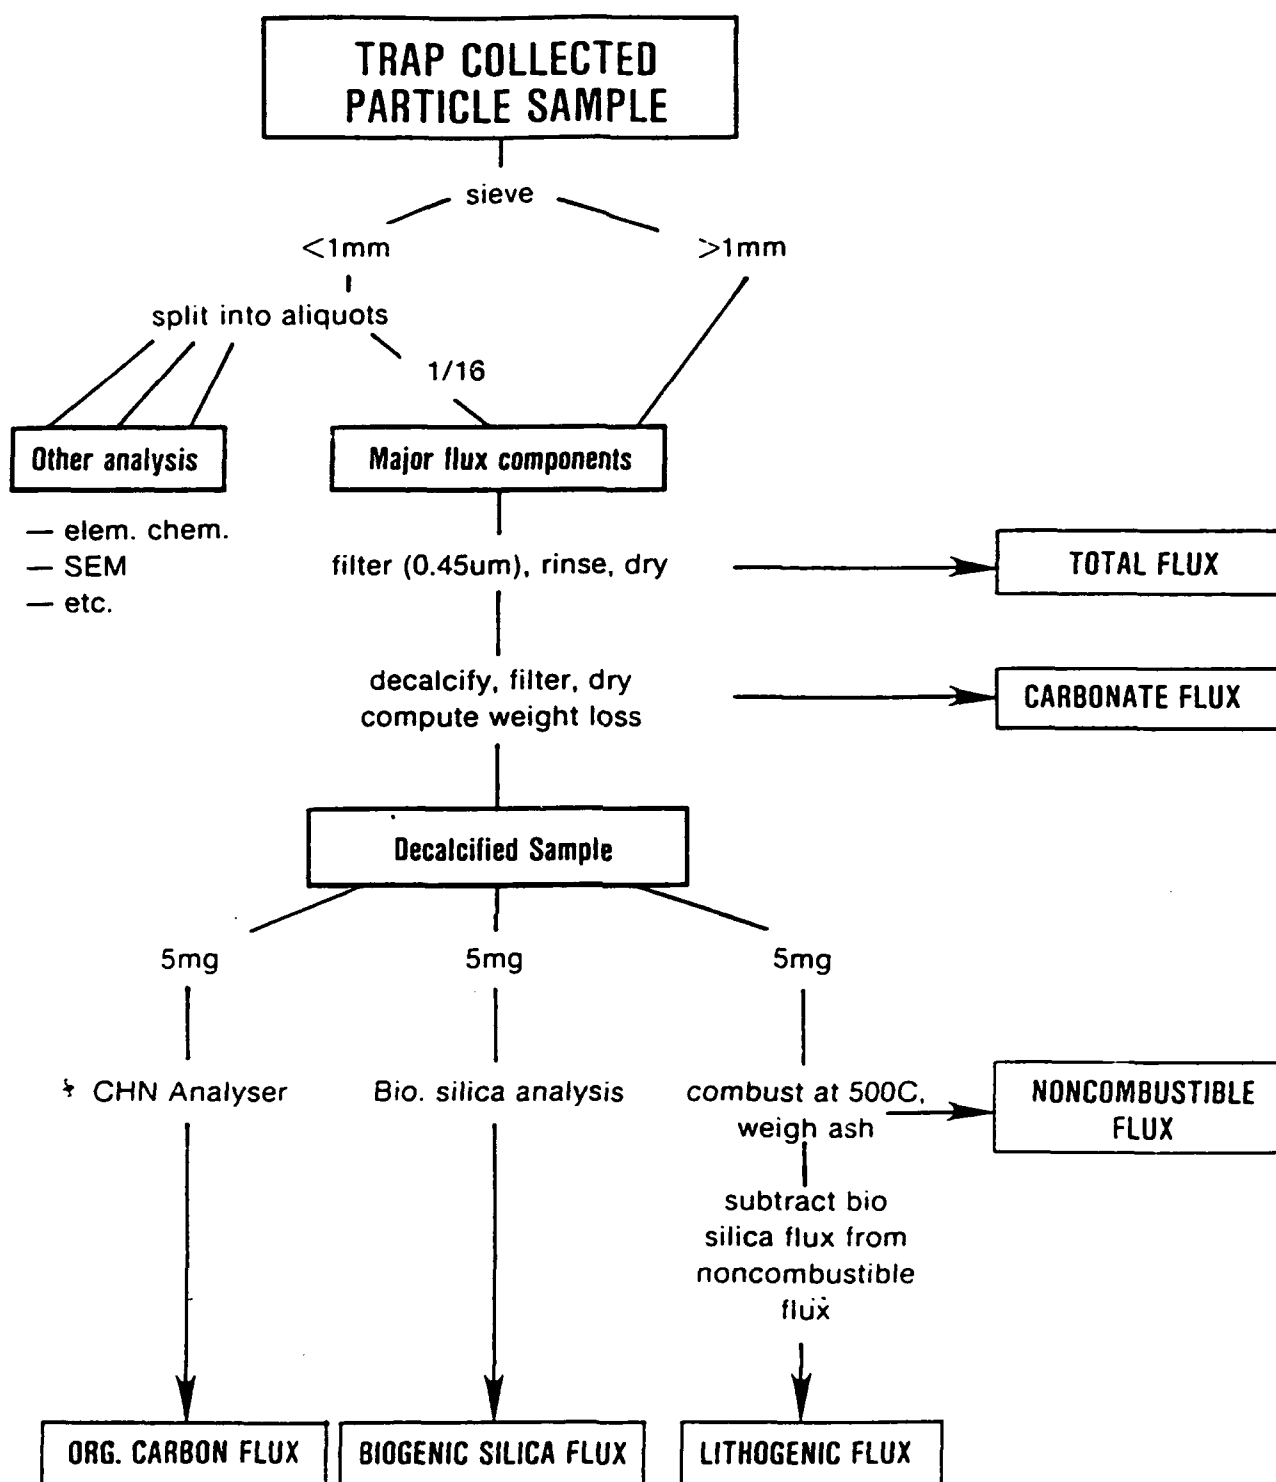 TRAP COLLECTED
PARTICLE SAMPLE
sieve
<1mm
>1mm
split into aliquots
1/16
Other analysis
Major flux components
— elem. chem.
— SEM
— etc.
filter (0.45um), rinse, dry
TOTAL FLUX
decalcify, filter, dry
compute weight loss
CARBONATE FLUX
Decalcified Sample
5mg
5mg
5mg
CHN Analyser
Bio. silica analysis
combust at 500C,
weigh ash
NONCOMBUSTIBLE
FLUX
subtract bio
silica flux from
noncombustible
flux
ORG. CARBON FLUX
BIOGENIC SILICA FLUX
LITHOGENIC FLUX